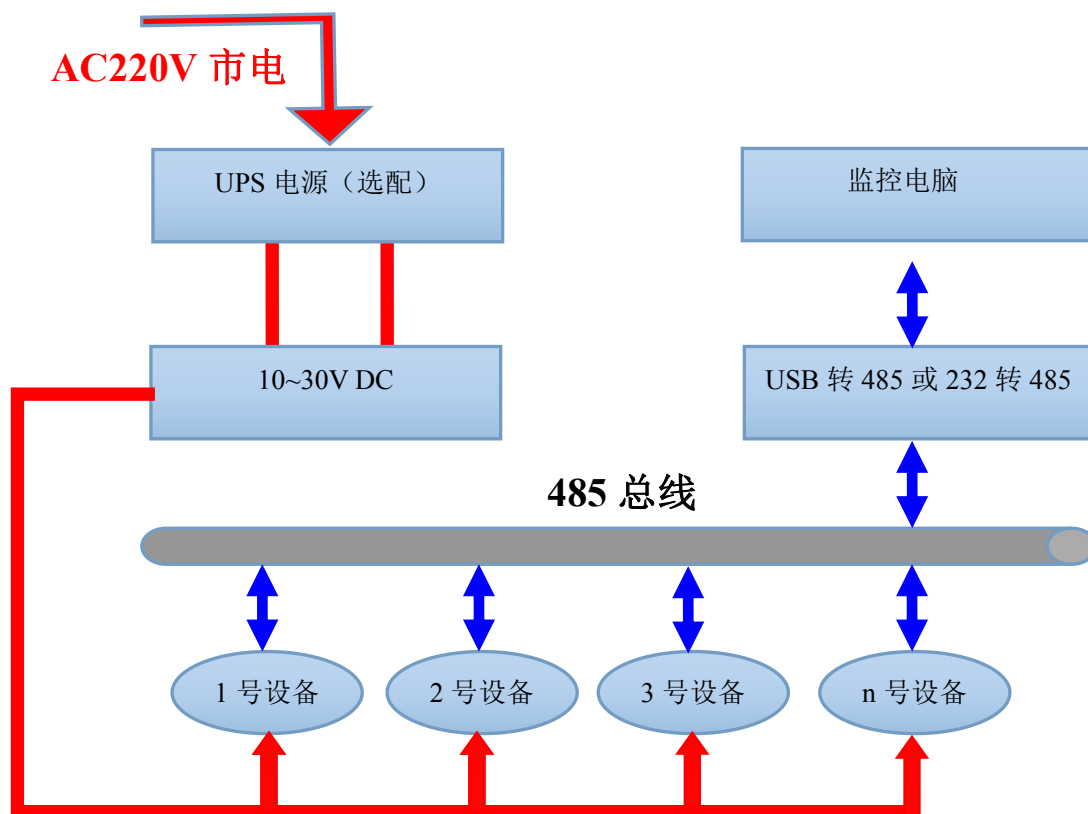 AC220V 市电
UPS 电源（选配）
监控电脑
10~30V DC
USB 转 485 或 232 转 485
485 总线
1 号设备
2 号设备
3 号设备
n 号设备